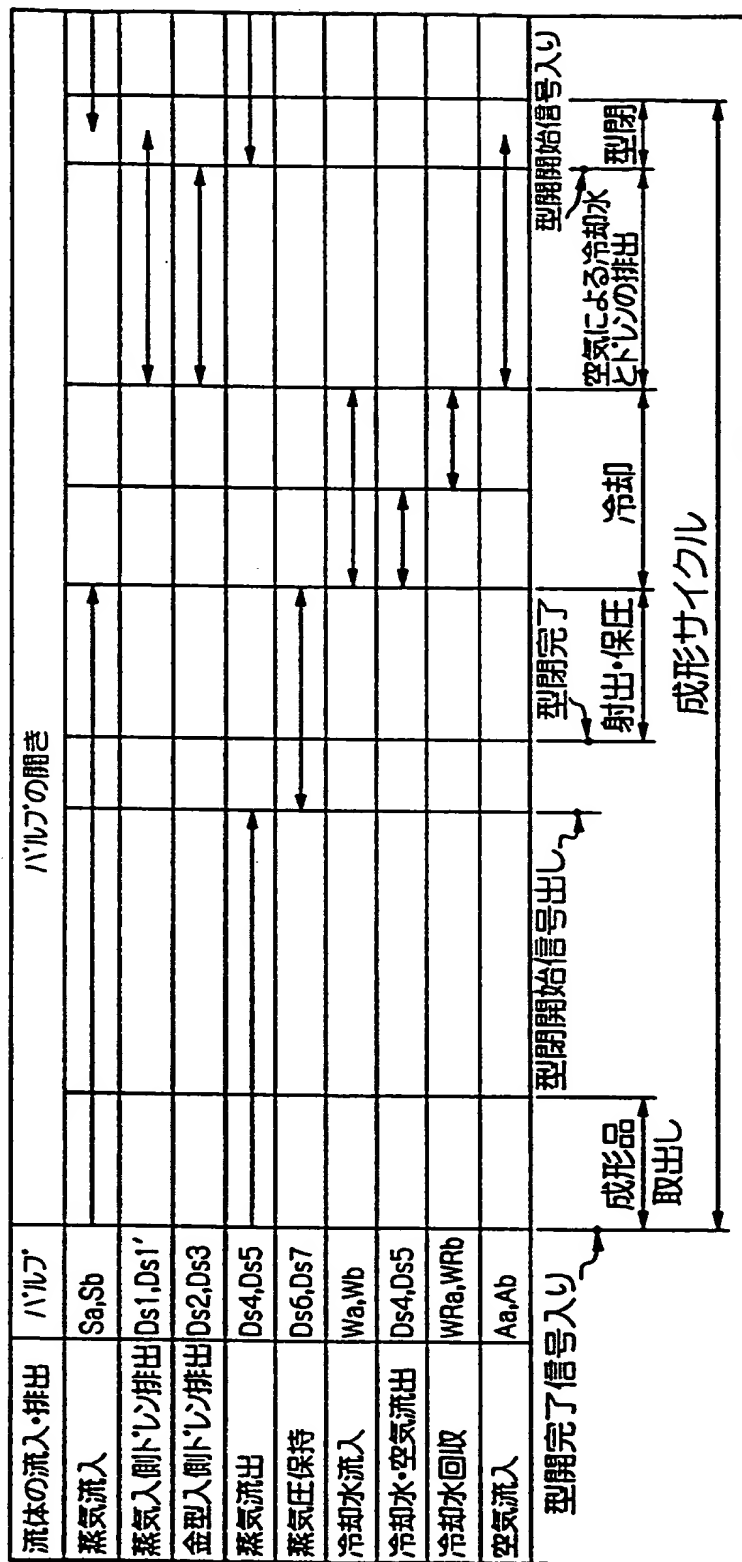 流体の流入・排出 バルブ バルブの開き
蒸気流入 Sa,Sb
蒸気入側ドレン排出 Ds1,Ds1′
金型入側ドレン排出 Ds2,Ds3
蒸気流出 Ds4,Ds5
蒸気圧保持 Ds6,Ds7
冷却水流入 Wa,Wb
冷却水・空気流出 Ds4,Ds5
冷却水回収 WRa,WRb
空気流入 Aa,Ab
型開完了信号入り
成形品
取出し
型閉開始信号出し
型閉完了
射出・保圧
冷却
空気による冷却水
とドレンの排出
型開開始信号入り
型閉
成形サイクル